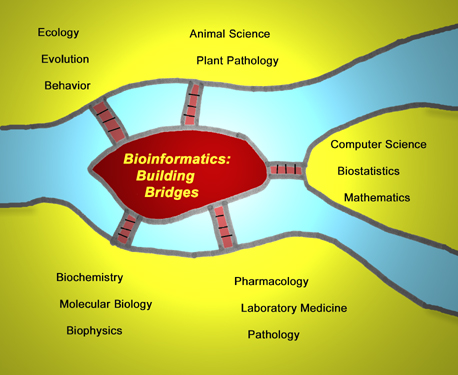 Ecology
Evolution
Behavior
Animal Science
Plant Pathology
Bioinformatics:
Building
Bridges
Computer Science
Biostatistics
Mathematics
Biochemistry
Molecular Biology
Biophysics
Pharmacology
Laboratory Medicine
Pathology